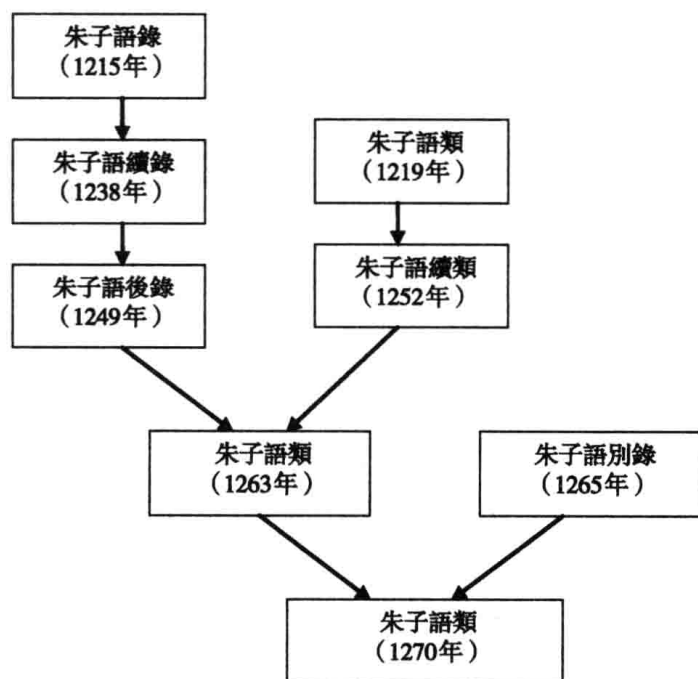 朱子語錄
（1215年）
朱子語續錄
（1238年）
朱子語類
（1219年）
朱子語後錄
（1249年）
朱子語續類
（1252年）
朱子語類
（1263年）
朱子語別錄
（1265年）
朱子語類
（1270年）